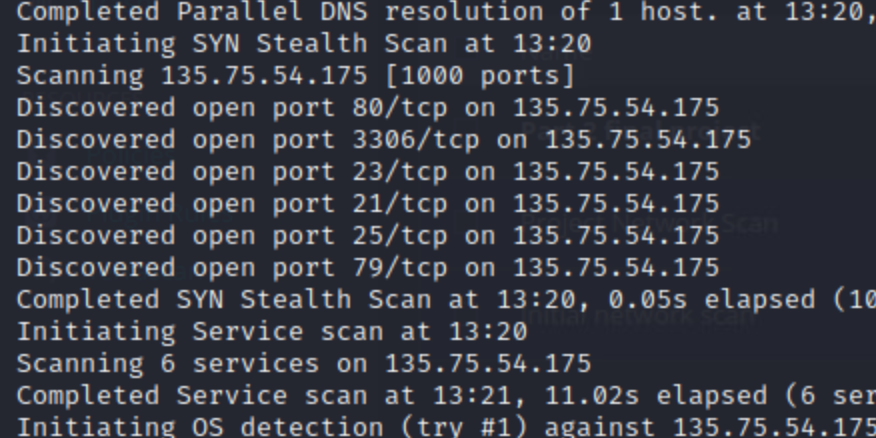 Completed Parallel DNS resolution of 1 host. at 13:20,
Initiating SYN Stealth Scan at 13:20
Scanning 135.75.54.175 [1000 ports]
Discovered open port 80/tcp on 135.75.54.175
Discovered open port 3306/tcp on 135.75.54.175
Discovered open port 23/tcp on 135.75.54.175
Discovered open port 21/tcp on 135.75.54.175
Discovered open port 25/tcp on 135.75.54.175
Project Network Scan
Discovered open port 79/tcp on 135.75.54.175
Completed SYN Stealth Scan at 13:20, 0.05s elapsed (10
Initiating Service scan at 13:20
initial network scan
Scanning 6 services on 135.75.54.175
Completed Service scan at 13:21, 11.02s elapsed (6 ser
Initiating OS detection (try #1) against 135.75.54.175